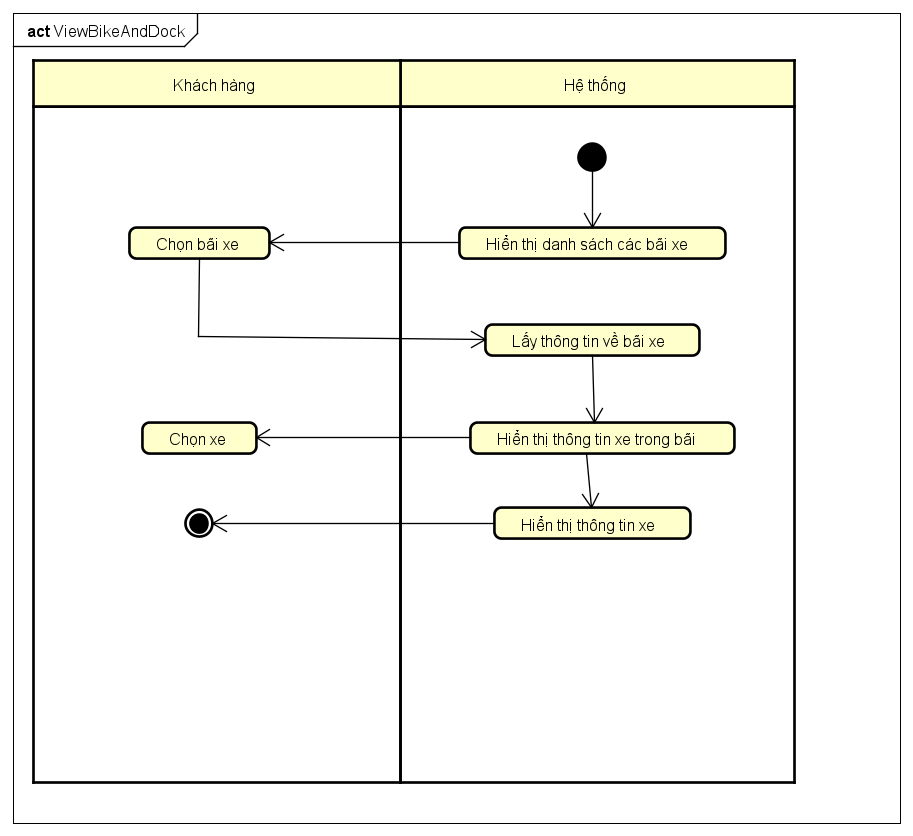 act ViewBikeAndDock
Khách hàng
Hệ thống
Chọn bãi xe
Hiển thị danh sách các bãi xe
Lấy thông tin về bãi xe
Chọn xe
Hiển thị thông tin xe trong bãi
Hiển thị thông tin xe